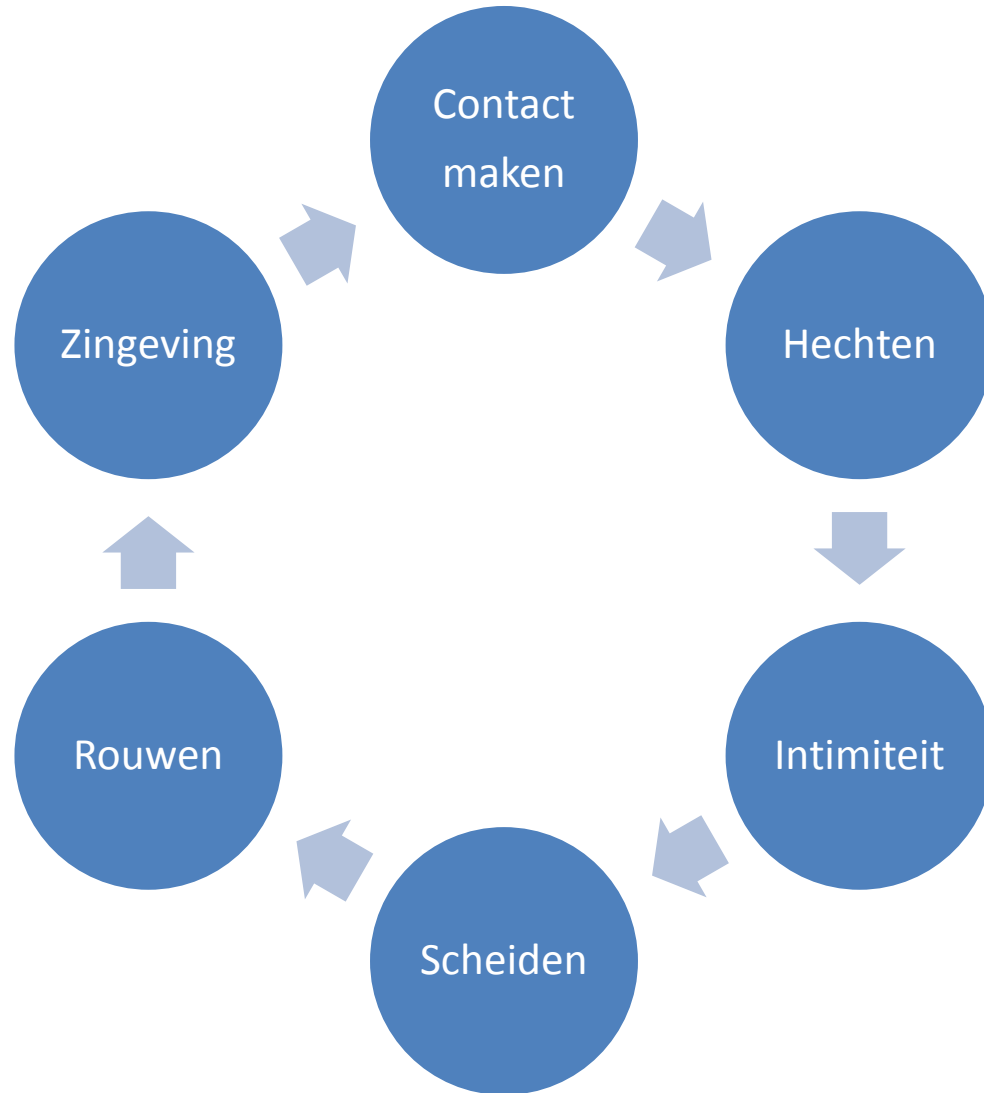 Contact
maken
Hechten
Intimiteit
Scheiden
Rouwen
Zingeving